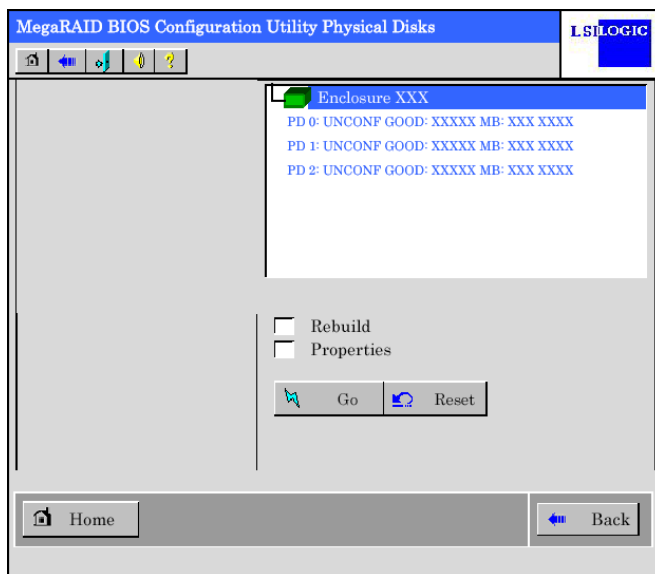 MegaRAID BIOS Configuration Utility Physical Disks
LSI LOGIC
?
Enclosure XXX
PD 0: UNCONF GOOD: XXXXX MB: XXX XXXX
PD 1: UNCONF GOOD: XXXXX MB: XXX XXXX
PD 2: UNCONF GOOD: XXXXX MB: XXX XXXX
Rebuild
Properties
Go
Reset
Home
Back